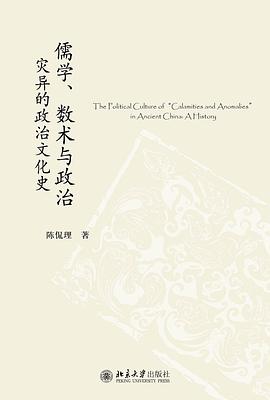 儒学、数术与政治
灾异的政治文化史
The Political Culture of "Calamities and Anomalies"
in Ancient China: A History
陈侃理 著
北京大学出版社
PEKING UNIVERSITY PRESS